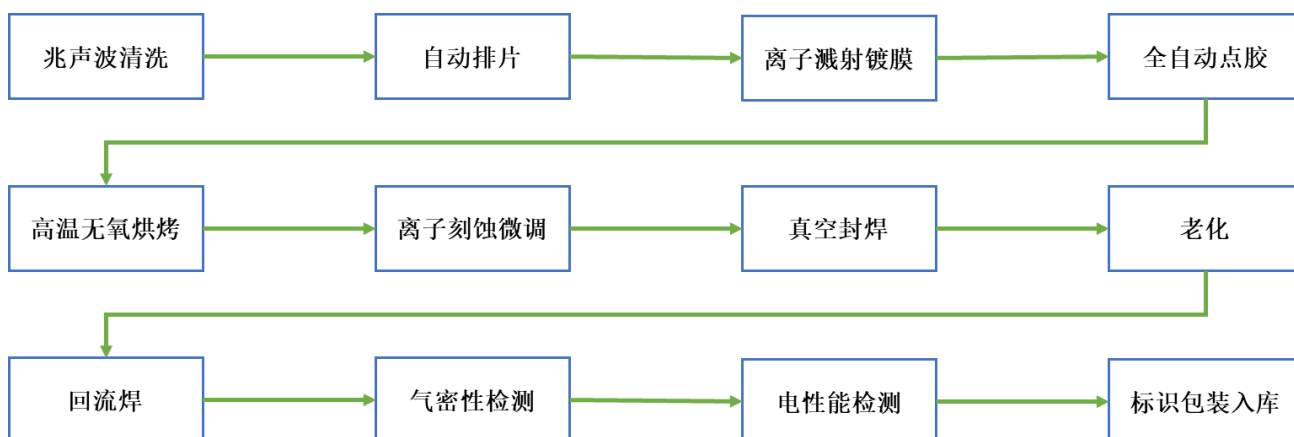 兆声波清洗
自动排片
离子溅射镀膜
全自动点胶
高温无氧烘烤
离子刻蚀微调
真空封焊
老化
回流焊
气密性检测
电性能检测
标识包装入库